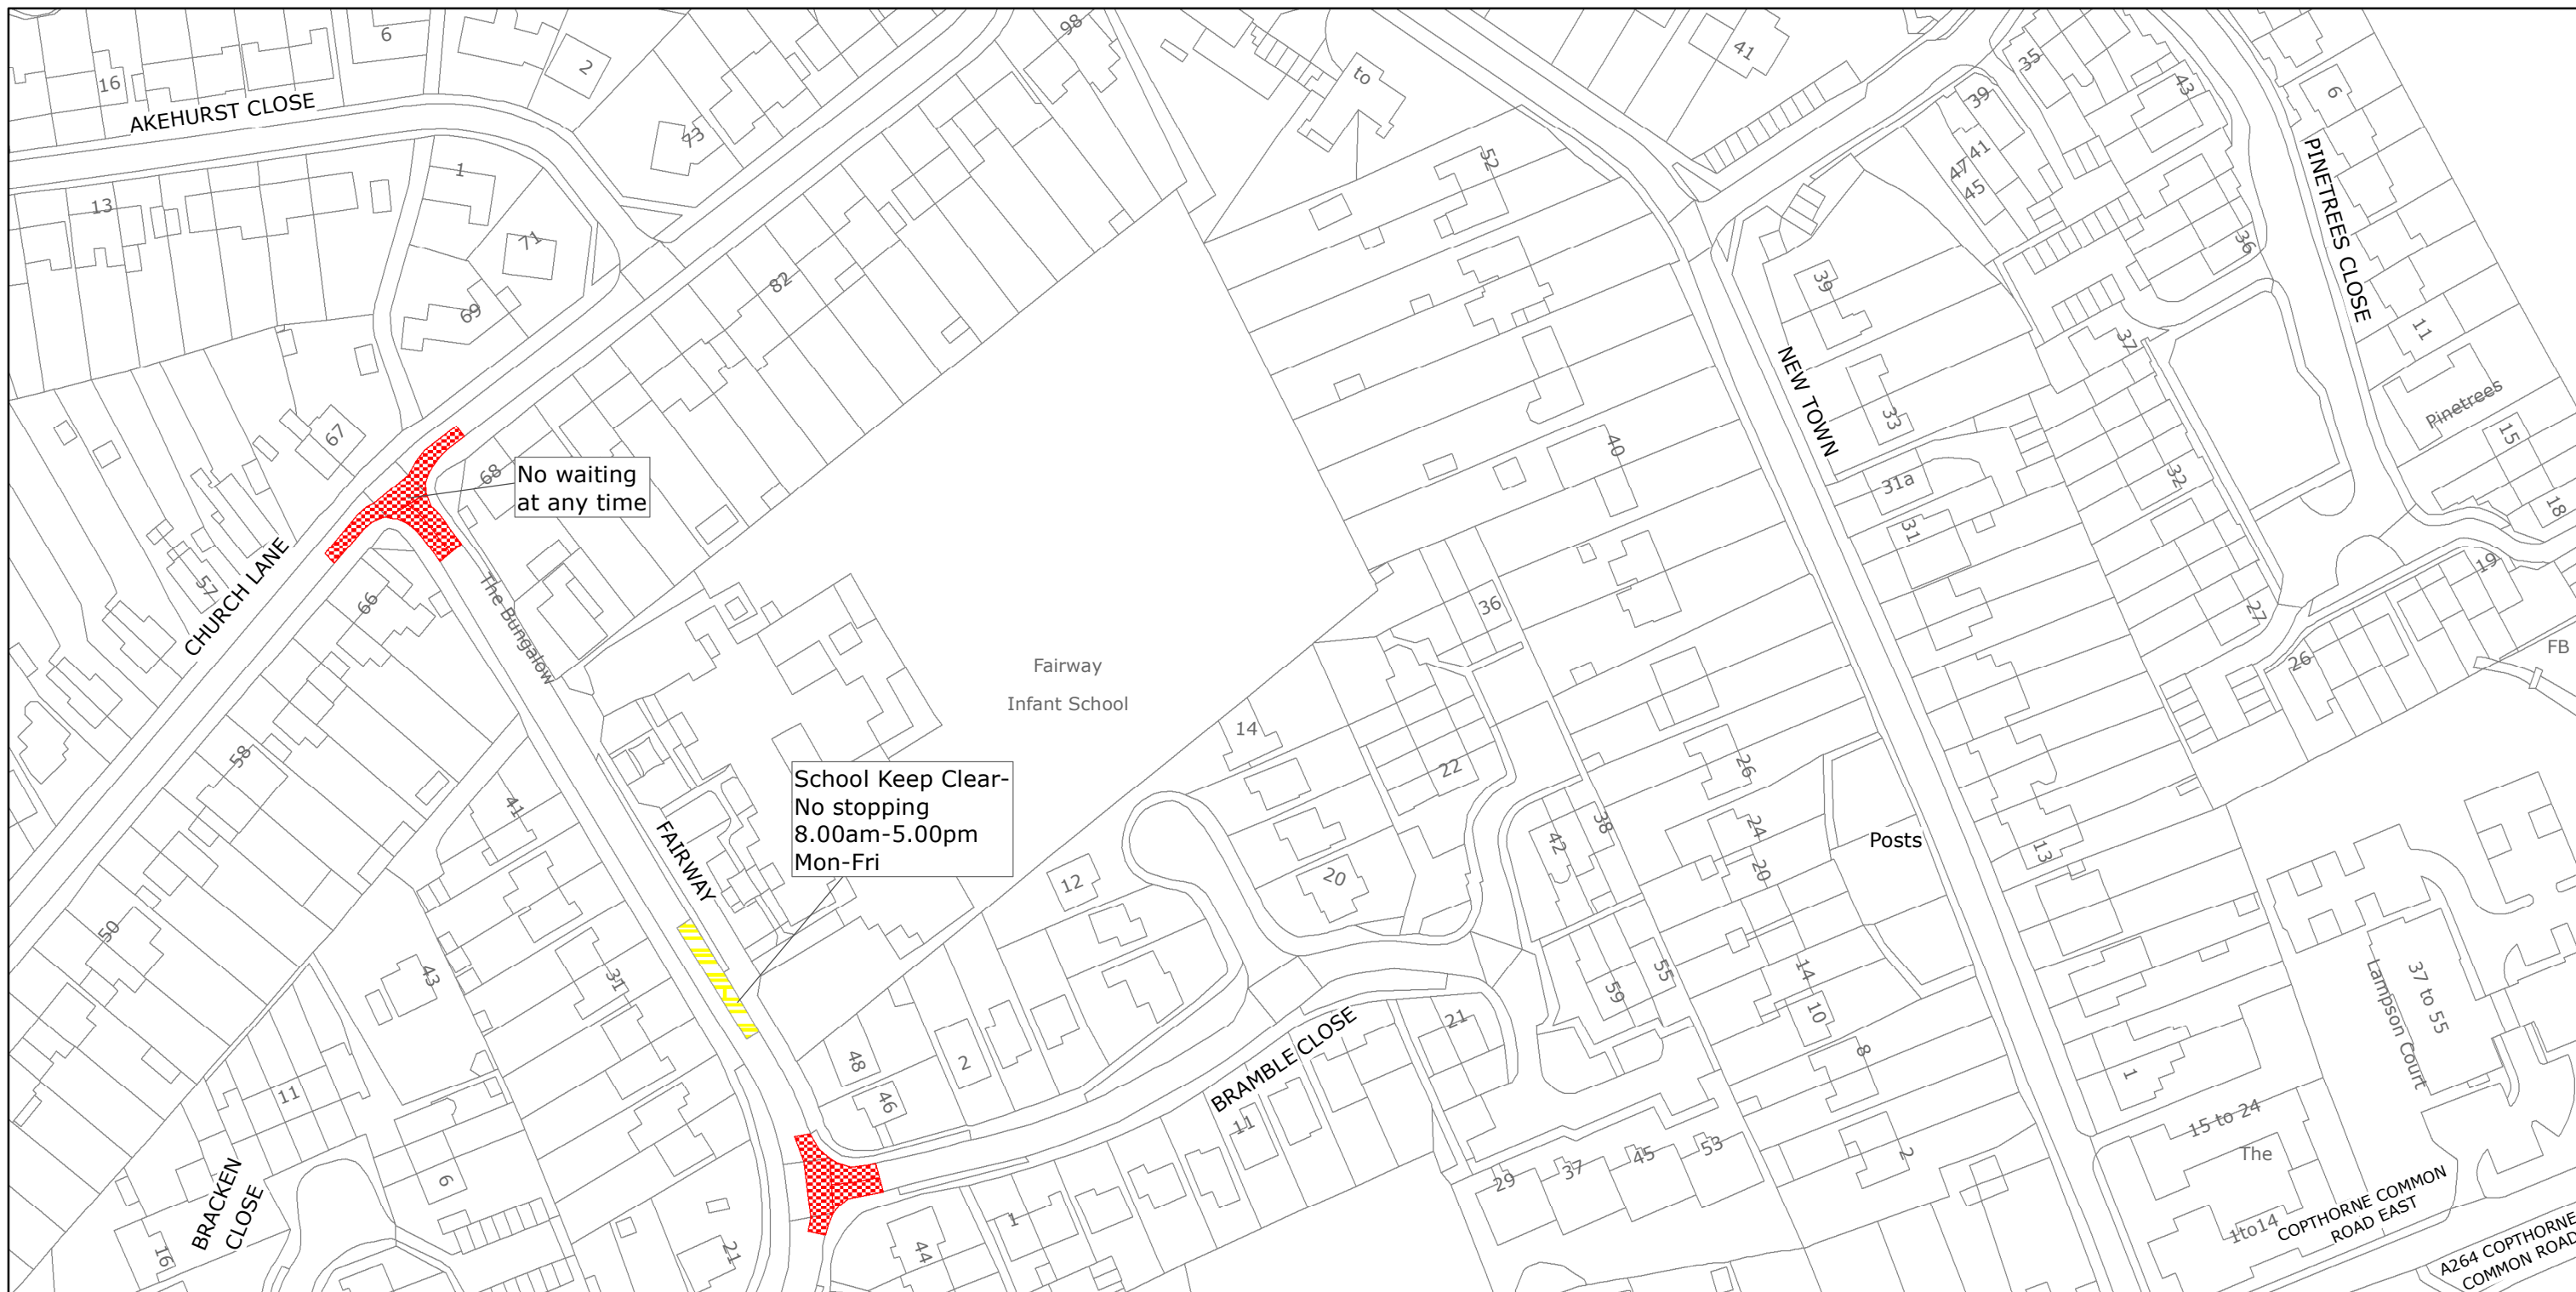 6
2
98
41
35
43
6
16
AKEHURST CLOSE
73
to
39
1
52
47 41
45
PINETREES CLOSE
13
71
82
36
69
39
11
37
NEW TOWN
33
Pinetrees
15
67
68
No waiting
at any time
40
31a
32
18
31
CHURCH LANE
57
66
The Bungalow
36
27
19
26
FB
Fairway
Infant School
14
58
22
26
School Keep Clear-
No stopping
8.00am-5.00pm
Mon-Fri
41
FAIRWAY
42
38
24
20
Posts
13
12
20
50
43
31
59
55
14
10
37 to 55
Lampson Court
48
2
46
BRAMBLE CLOSE
21
8
1
11
11
15 to 24
The
1to14
BRACKEN
CLOSE
6
16
21
44
1
29
37
45
53
2
COPTHORNE COMMON
ROAD EAST
A264 COPTHORNE
COMMON ROAD